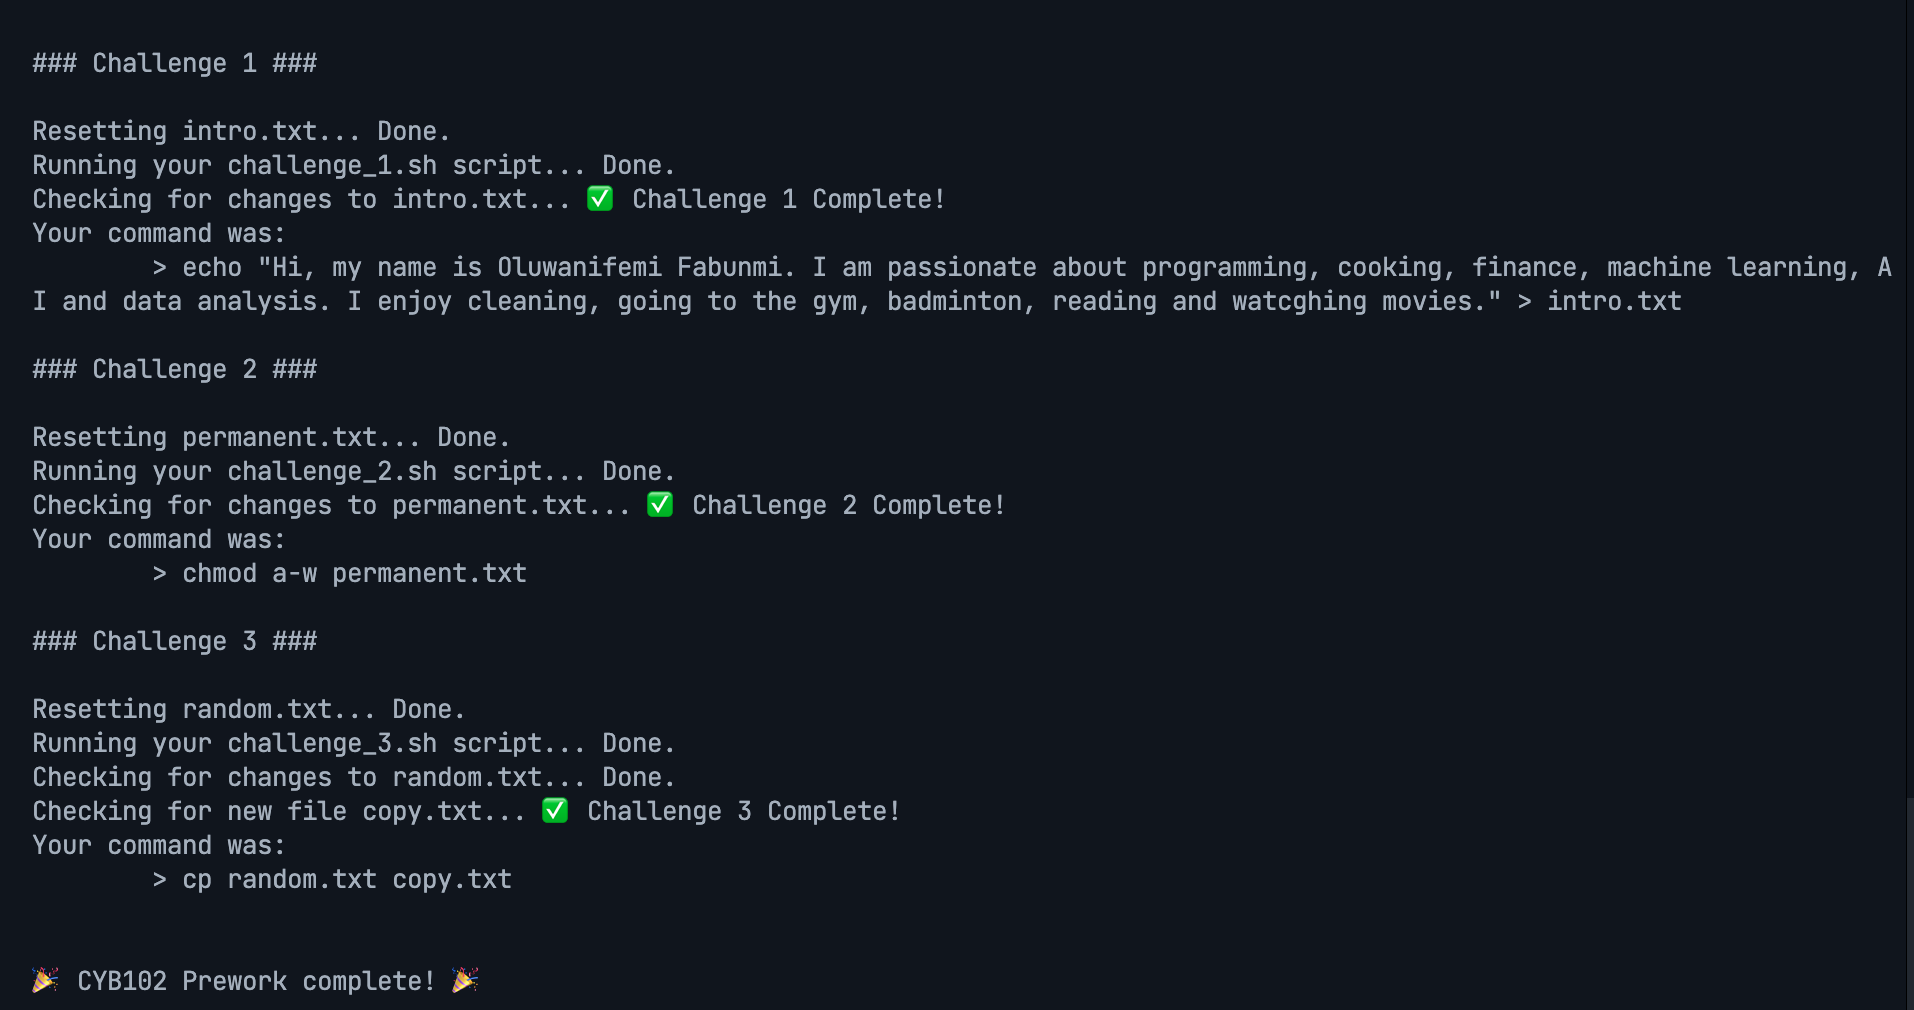 ### Challenge 1 ###
Resetting intro.txt... Done.
Running your challenge_1.sh script... Done.
Checking for changes to intro.txt... ✅ Challenge 1 Complete!
Your command was:
> echo "Hi, my name is Oluwanifemi Fabunmi. I am passionate about programming, cooking, finance, machine learning, A
I and data analysis. I enjoy cleaning, going to the gym, badminton, reading and watcghing movies." > intro.txt
### Challenge 2 ###
Resetting permanent.txt... Done.
Running your challenge_2.sh script... Done.
Checking for changes to permanent.txt... ✅ Challenge 2 Complete!
Your command was:
> chmod a-w permanent.txt
### Challenge 3 ###
Resetting random.txt... Done.
Running your challenge_3.sh script... Done.
Checking for changes to random.txt... Done.
Checking for new file copy.txt... ✅ Challenge 3 Complete!
Your command was:
> cp random.txt copy.txt
🎉 CYB102 Prework complete! 🎉